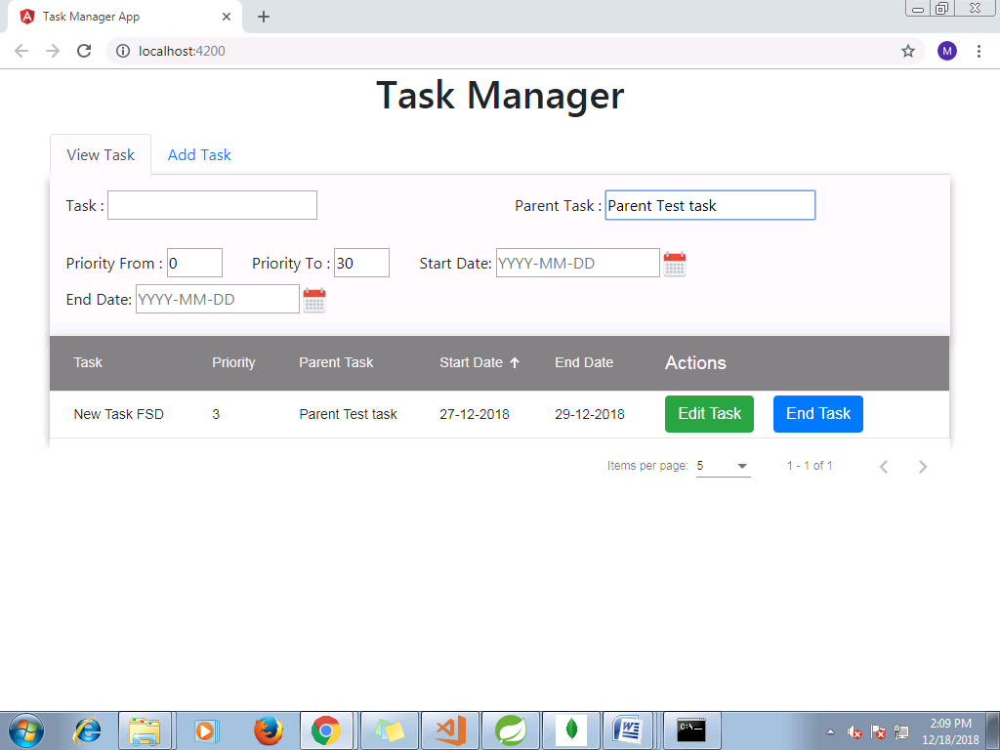 Task Manager App
M
localhost:4200
Task Manager
View Task Add Task
Task : Parent Task : Parent Test task
Priority From : 0 Priority To : 30 Start Date: YYYY-MM-DD
End Date: YYYY-MM-DD
Task Priority Parent Task Start Date End Date Actions
New Task FSD 3 Parent Test task 27-12-2018 29-12-2018 Edit Task End Task
Items per page: 5 1 - 1 of 1
C:\_
2:09 PM
12/18/2018